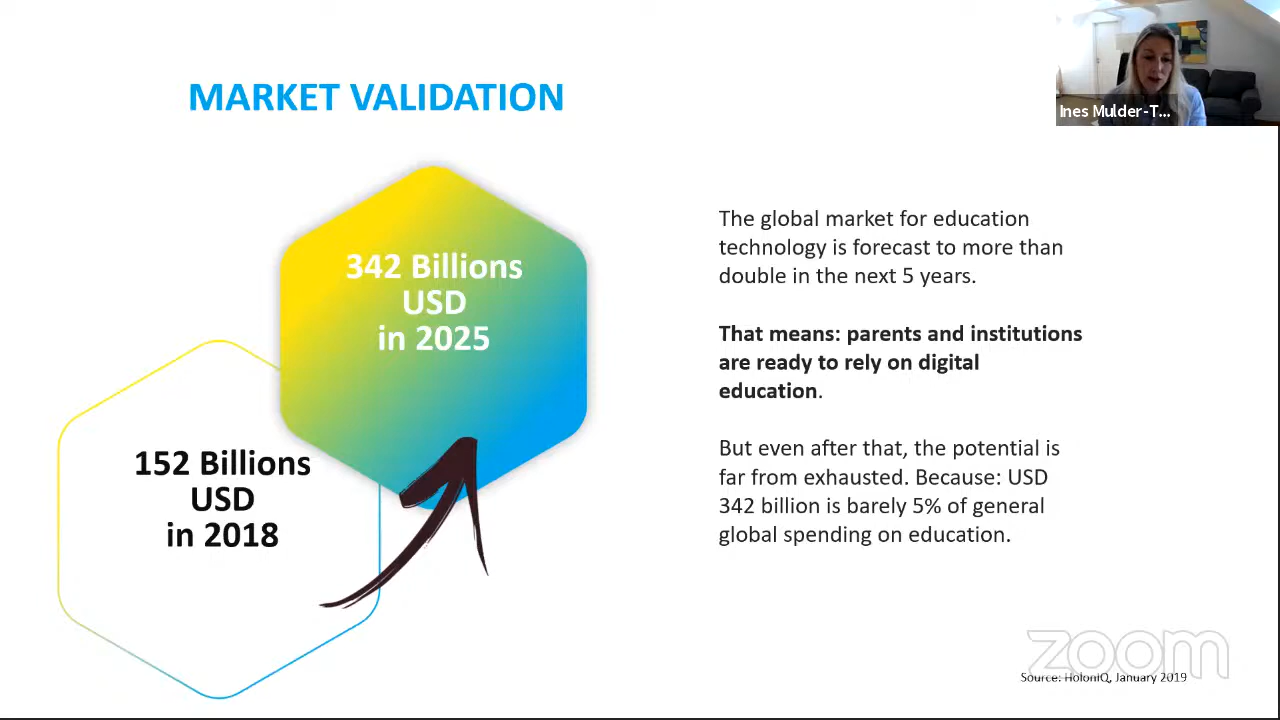 MARKET VALIDATION
Ines Mulder-T...
342 Billions
USD
in 2025
152 Billions
USD
in 2018
The global market for education
technology is forecast to more than
double in the next 5 years.
That means: parents and institutions
are ready to rely on digital
education.
But even after that, the potential is
far from exhausted. Because: USD
342 billion is barely 5% of general
global spending on education.
zoom
Source: HolonIQ, January 2019